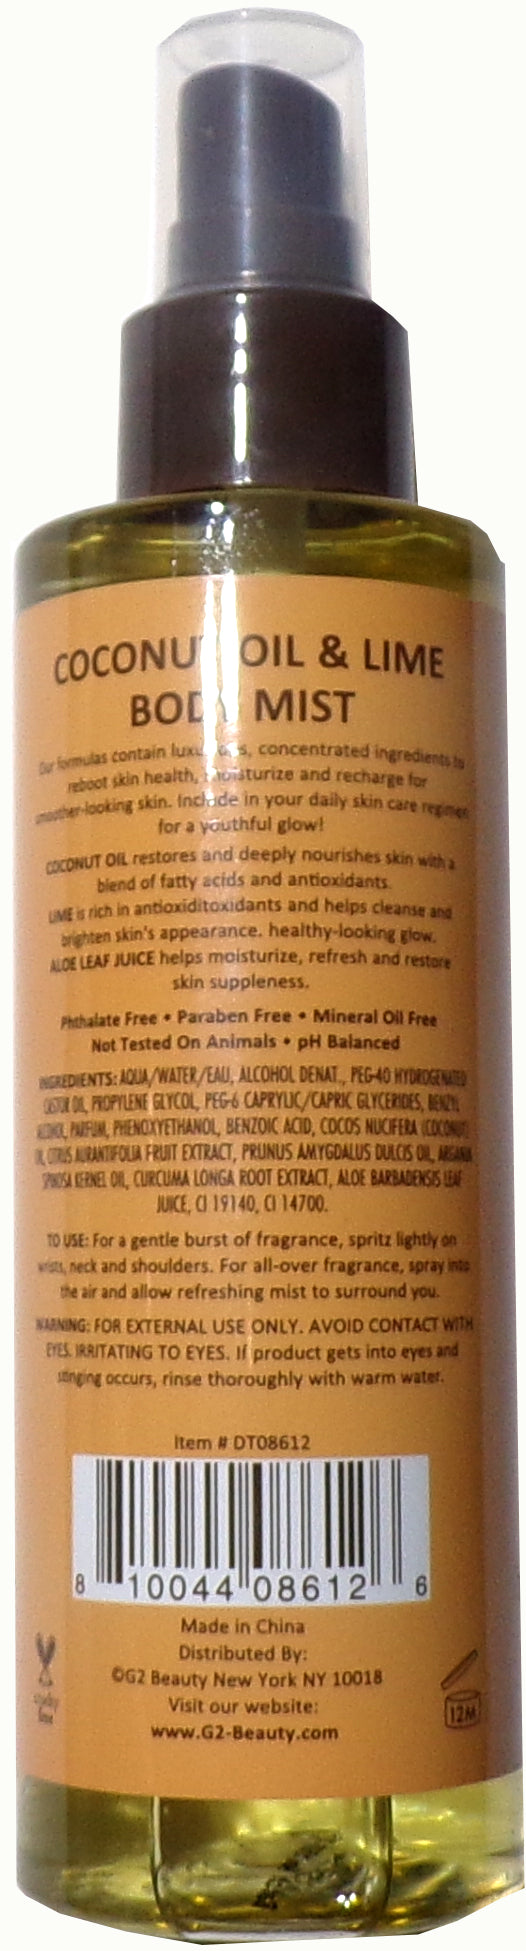 COCONUT OIL & LIME
BODY MIST
Our formulas contain luxurious, concentrated ingredients to
reboot skin health, moisturize and recharge for
smoother-looking skin. Include in your daily skin care regimen
for a youthful glow!
COCONUT OIL restores and deeply nourishes skin with a
blend of fatty acids and antioxidants.
LIME is rich in antioxiditoxidants and helps cleanse and
brighten skin's appearance. healthy-looking glow.
ALOE LEAF JUICE helps moisturize, refresh and restore
skin suppleness.
Phthalate Free • Paraben Free • Mineral Oil Free
Not Tested On Animals • pH Balanced
INGREDIENTS: AQUA/WATER/EAU, ALCOHOL DENAT., PEG-40 HYDROGENATED
CASTOR OIL, PROPYLENE GLYCOL, PEG-6 CAPRYLIC/CAPRIC GLYCERIDES, BENZYL
ALCOHOL, PARFUM, PHENOXYETHANOL, BENZOIC ACID, COCOS NUCIFERA (COCONUT)
OIL, CITRUS AURANTIFOLIA FRUIT EXTRACT, PRUNUS AMYGDALUS DULCIS OIL, ARGANIA
SPINOSA KERNEL OIL, CURCUMA LONGA ROOT EXTRACT, ALOE BARBADENSIS LEAF
JUICE, CI 19140, CI 14700.
TO USE: For a gentle burst of fragrance, spritz lightly on
wrists, neck and shoulders. For all-over fragrance, spray into
the air and allow refreshing mist to surround you.
WARNING: FOR EXTERNAL USE ONLY. AVOID CONTACT WITH
EYES. IRRITATING TO EYES. If product gets into eyes and
stinging occurs, rinse thoroughly with warm water.
Item # DT08612
8 10044 08612 6
Made in China
Distributed By:
©G2 Beauty New York NY 10018
Visit our website:
www.G2-Beauty.com
cruelty
free
12M